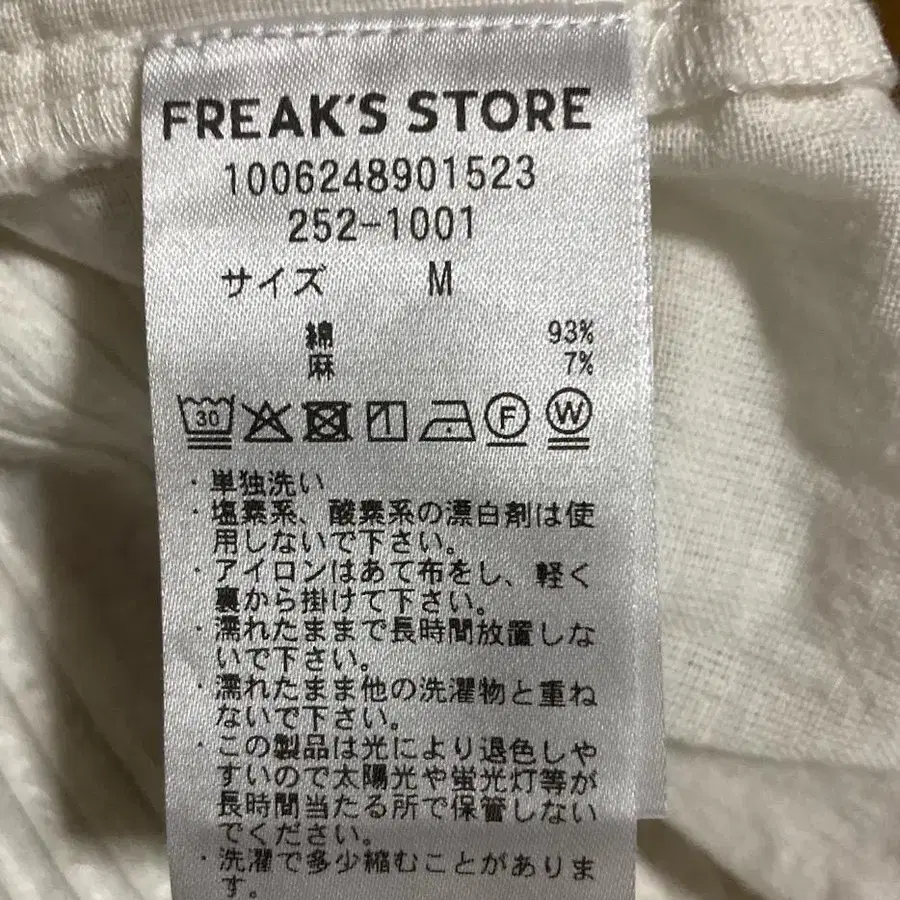 FREAK'S STORE
1006248901523
252-1001
サイズ M
綿 93%
麻 7%
30 F W
・単独洗い
・塩素系、酸素系の漂白剤は使
用しないで下さい。
・アイロンはあて布をし、軽く
裏から掛けて下さい。
・濡れたままで長時間放置しな
いで下さい。
・濡れたまま他の洗濯物と重ね
ないで下さい。
・この製品は光により退色しや
すいので太陽光や蛍光灯等が
長時間当たる所で保管しない
でください。
・洗濯で多少縮むことがありま
す。